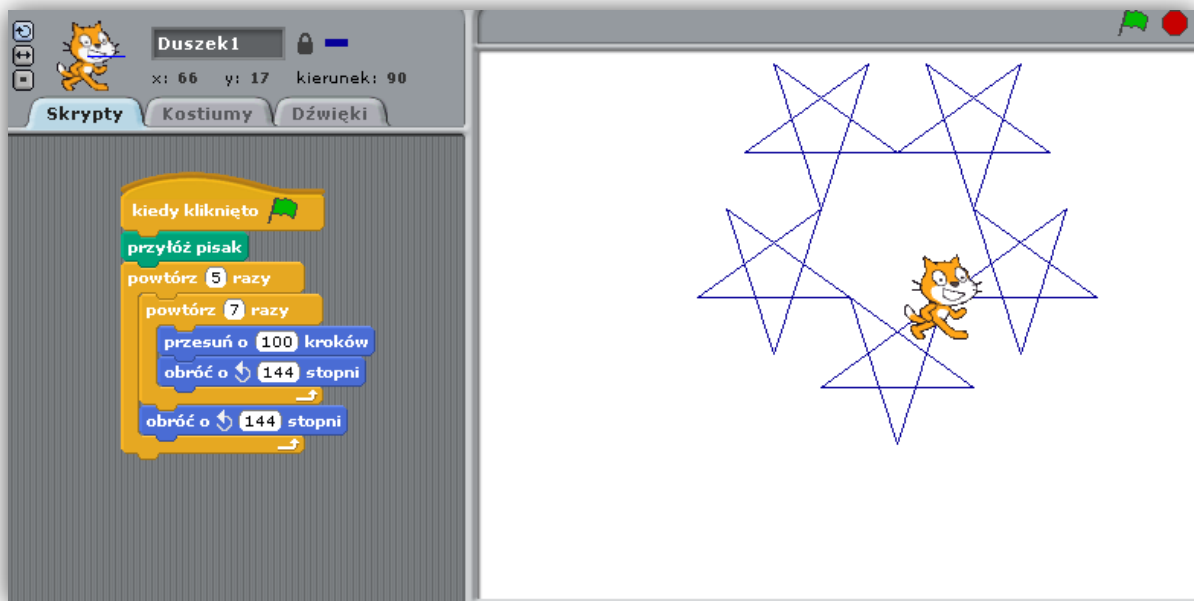 Duszek1
x: 66 y: 17 kierunek: 90
Skrypty Kostiumy Dźwięki
kiedy kliknięto
przyłóż pisak
powtórz 5 razy
powtórz 7 razy
przesuń o 100 kroków
obróć o 144 stopni
obróć o 144 stopni